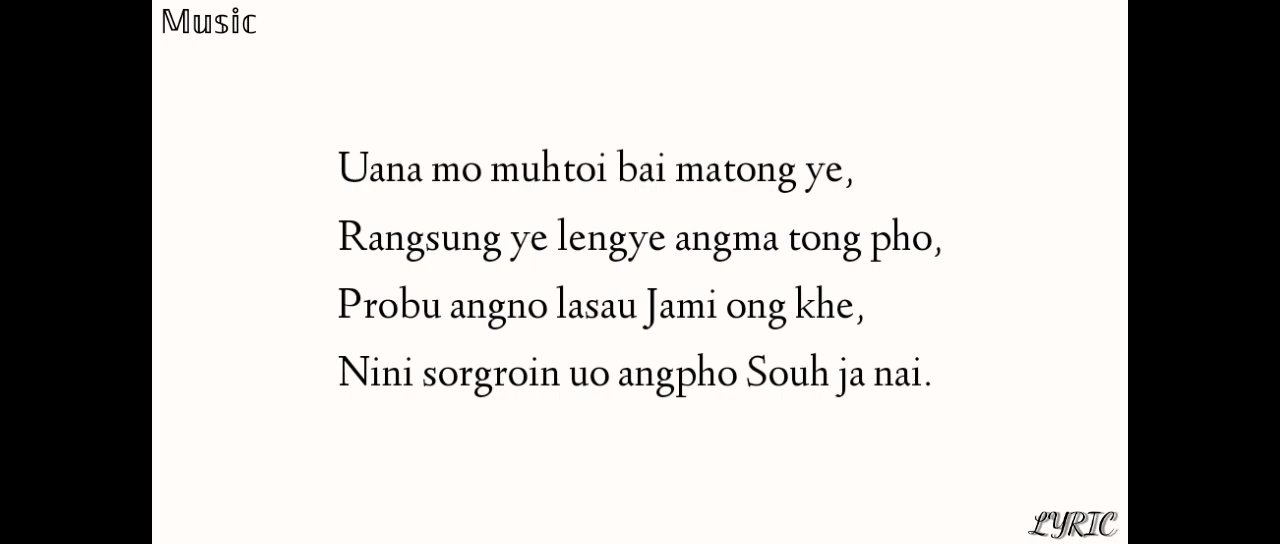 Music
Uana mo muhtoi bai matong ye,
Rangsung ye lengye angma tong pho,
Probu angno lasau Jami ong khe,
Nini sorgroin uo angpho Souh ja nai.
LYRIC